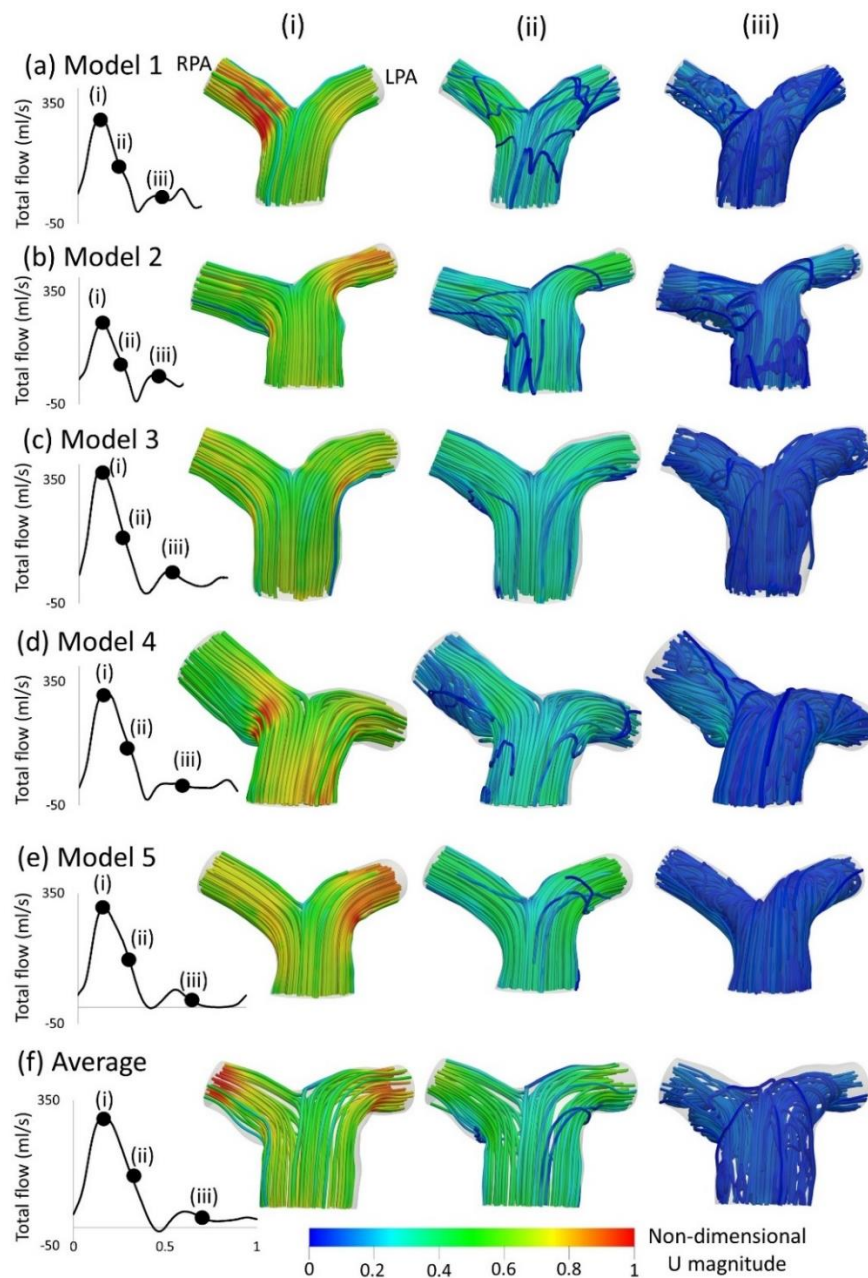 (i) (ii) (iii)
(a) Model 1
RPA
LPA
350
(i)
ii)
(iii)
Total flow (ml/s)
-50
(b) Model 2
350
(i)
(ii)
(iii)
Total flow (ml/s)
-50
(c) Model 3
350
(i)
(ii)
(iii)
Total flow (ml/s)
-50
(d) Model 4
350
(i)
(ii)
(iii)
Total flow (ml/s)
-50
(e) Model 5
350
(i)
(ii)
(iii)
Total flow (ml/s)
-50
(f) Average
350
(i)
(ii)
(iii)
Total flow (ml/s)
-50
0 0.5 1
0 0.2 0.4 0.6 0.8 1
Non-dimensional
U magnitude